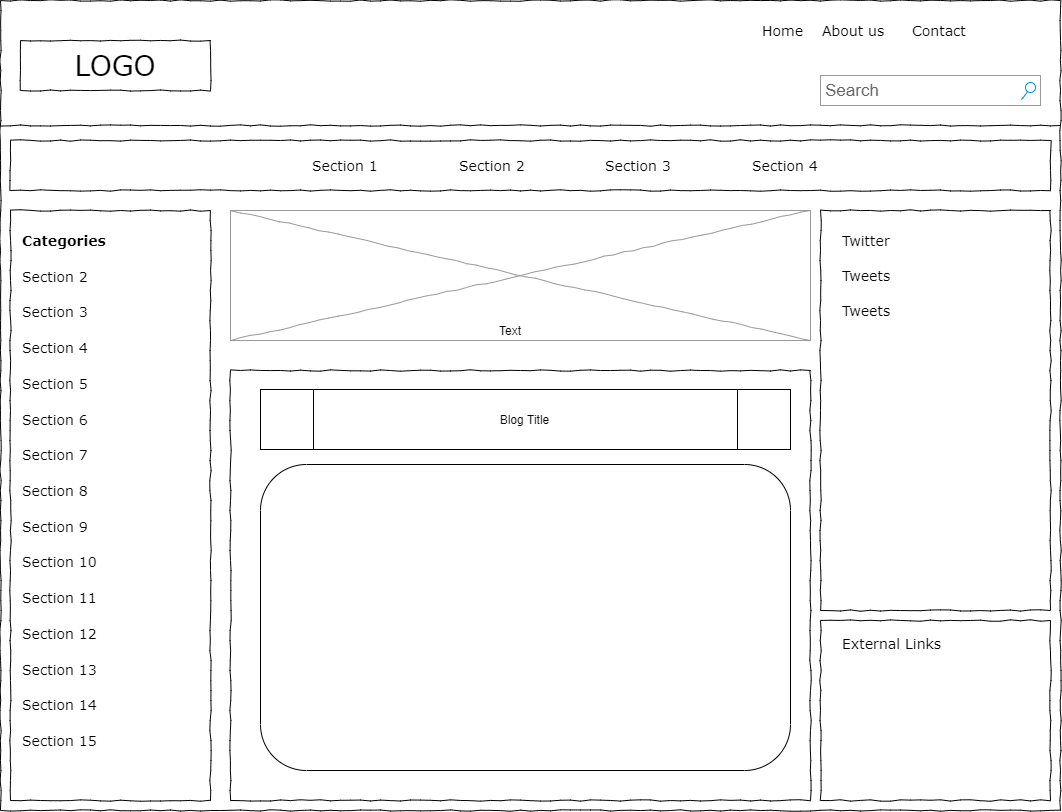 Home About us Contact
LOGO
Search
Section 1 Section 2 Section 3 Section 4
Categories
Section 2
Section 3
Section 4
Section 5
Section 6
Section 7
Section 8
Section 9
Section 10
Section 11
Section 12
Section 13
Section 14
Section 15
Text
Blog Title
Twitter
Tweets
Tweets
External Links